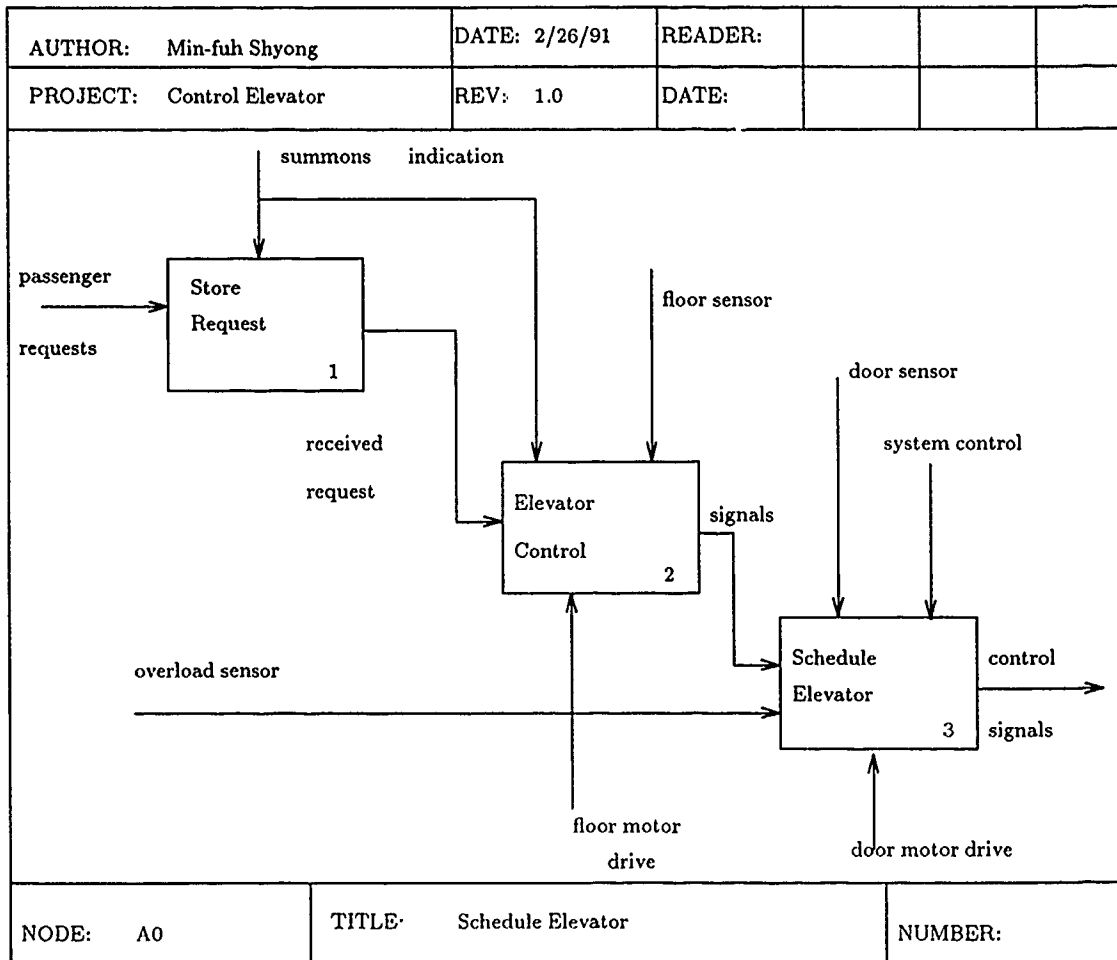 AUTHOR: Min-fuh Shyong
DATE: 2/26/91
READER:
PROJECT: Control Elevator
REV: 1.0
DATE:
summons indication
passenger
requests
Store
Request
1
floor sensor
door sensor
system control
received
request
Elevator
Control
2
signals
overload sensor
Schedule
Elevator
3
control
signals
floor motor
drive
door motor drive
NODE: A0
TITLE: Schedule Elevator
NUMBER: